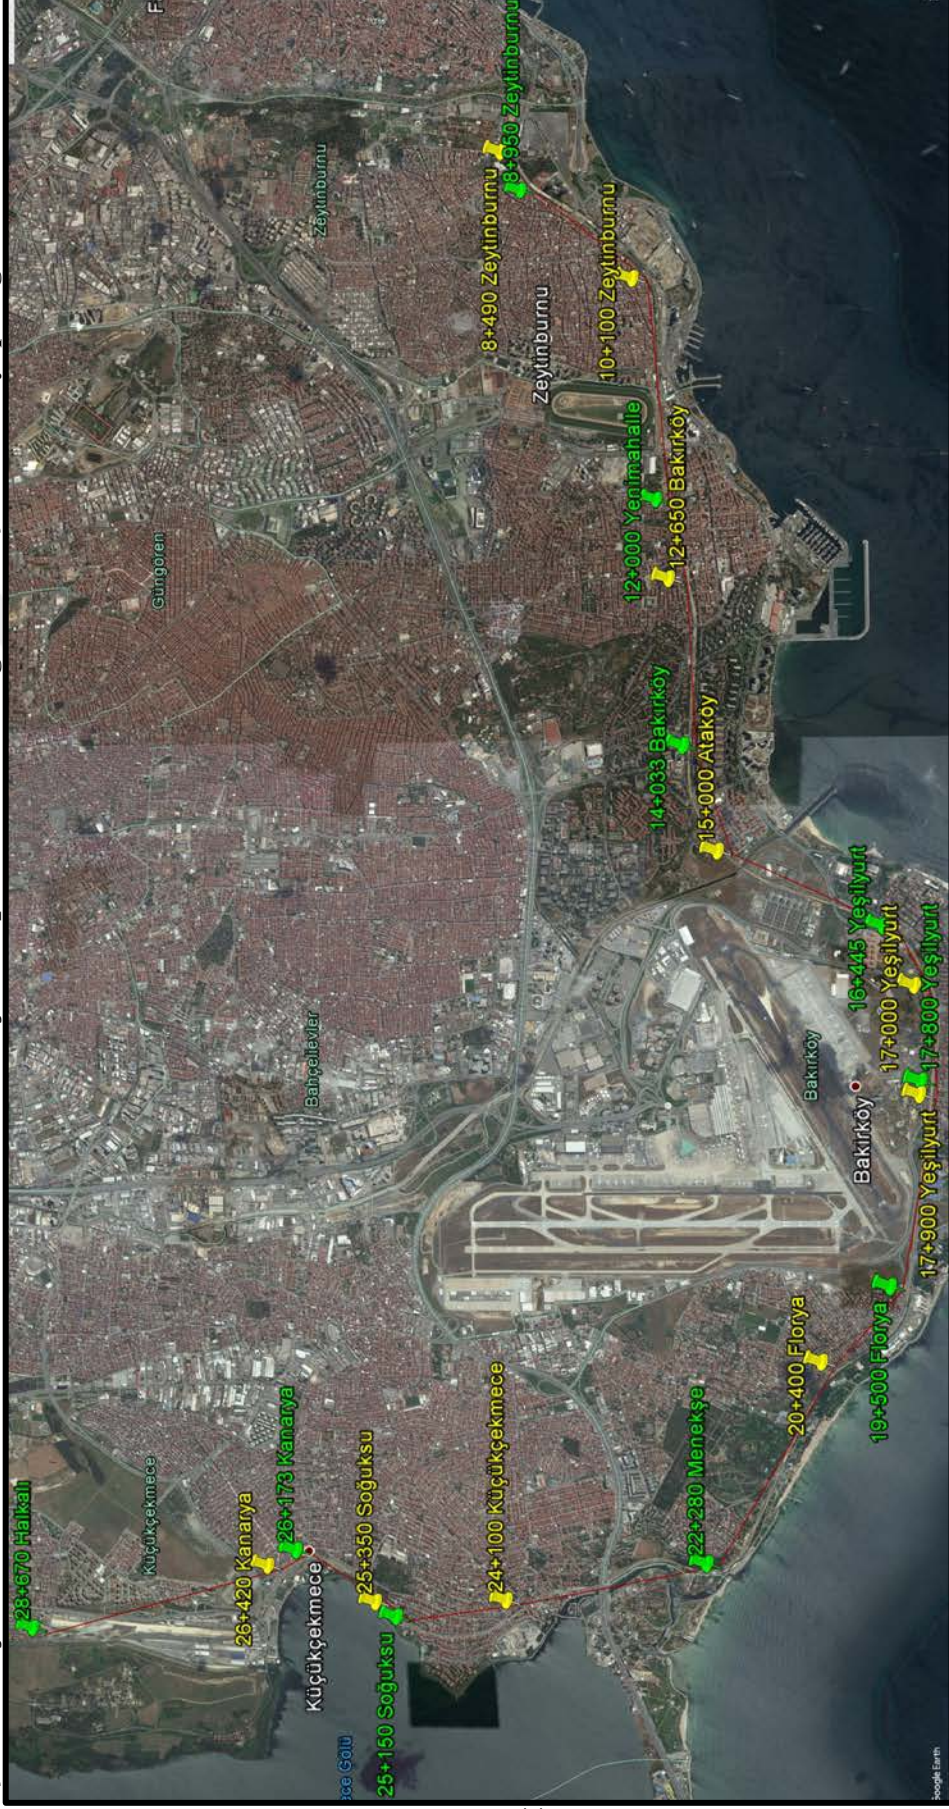 28+670 Halkalı
Küçükçekmece
26+420 Kanarya
26+173 Kanarya
Küçükçekmece
25+350 Soğuksu
25+150 Soğuksu
24+100 Küçükçekmece
22+280 Menekşe
20+400 Florya
19+500 Florya
17+900 Yeşilyurt
17+800 Yeşilyurt
17+000 Yeşilyurt
16+445 Yeşilyurt
Bakırköy
Bakırköy
Bahçelievler
15+000 Ataköy
14+033 Bakırköy
Güngören
12+650 Bakırköy
12+000 Yenimahalle
10+100 Zeytinburnu
Zeytinburnu
8+490 Zeytinburnu
8+950 Zeytinburnu
Zeytinburnu
ece Gölü
Google Earth